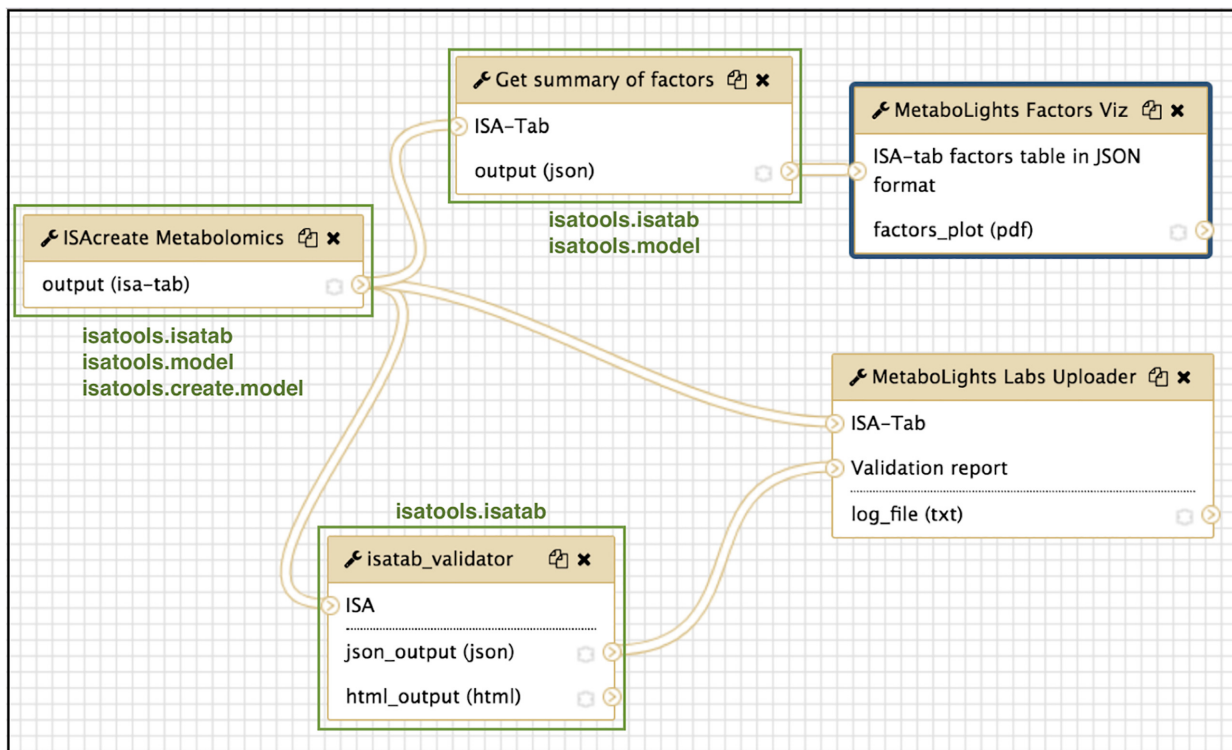 Get summary of factors
ISA-Tab
output (json)
isatools.isatab
isatools.model
MetaboLights Factors Viz
ISA-tab factors table in JSON
format
factors_plot (pdf)
ISAcreate Metabolomics
output (isa-tab)
isatools.isatab
isatools.model
isatools.create.model
MetaboLights Labs Uploader
ISA-Tab
Validation report
log_file (txt)
isatools.isatab
isatab_validator
ISA
json_output (json)
html_output (html)